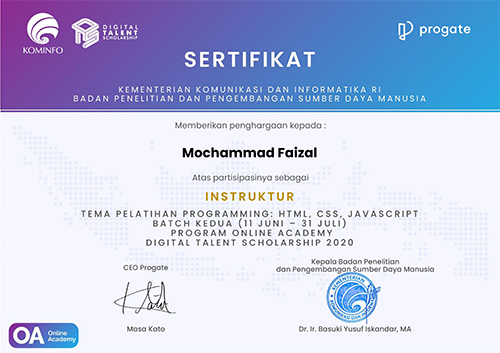 KOMINFO
DIGITAL
TALENT
SCHOLARSHIP
progate
SERTIFIKAT
KEMENTERIAN KOMUNIKASI DAN INFORMATIKA RI
BADAN PENELITIAN DAN PENGEMBANGAN SUMBER DAYA MANUSIA
Memberikan penghargaan kepada :
Mochammad Faizal
Atas partisipasinya sebagai
INSTRUKTUR
TEMA PELATIHAN PROGRAMMING: HTML, CSS, JAVASCRIPT
BATCH KEDUA (11 JUNI – 31 JULI)
PROGRAM ONLINE ACADEMY
DIGITAL TALENT SCHOLARSHIP 2020
CEO Progate
Masa Kato
Kepala Badan Penelitian
dan Pengembangan Sumber Daya Manusia
KEMENTERIAN
Dr. Ir. Basuki Yusuf Iskandar, MA
OA Online
Academy